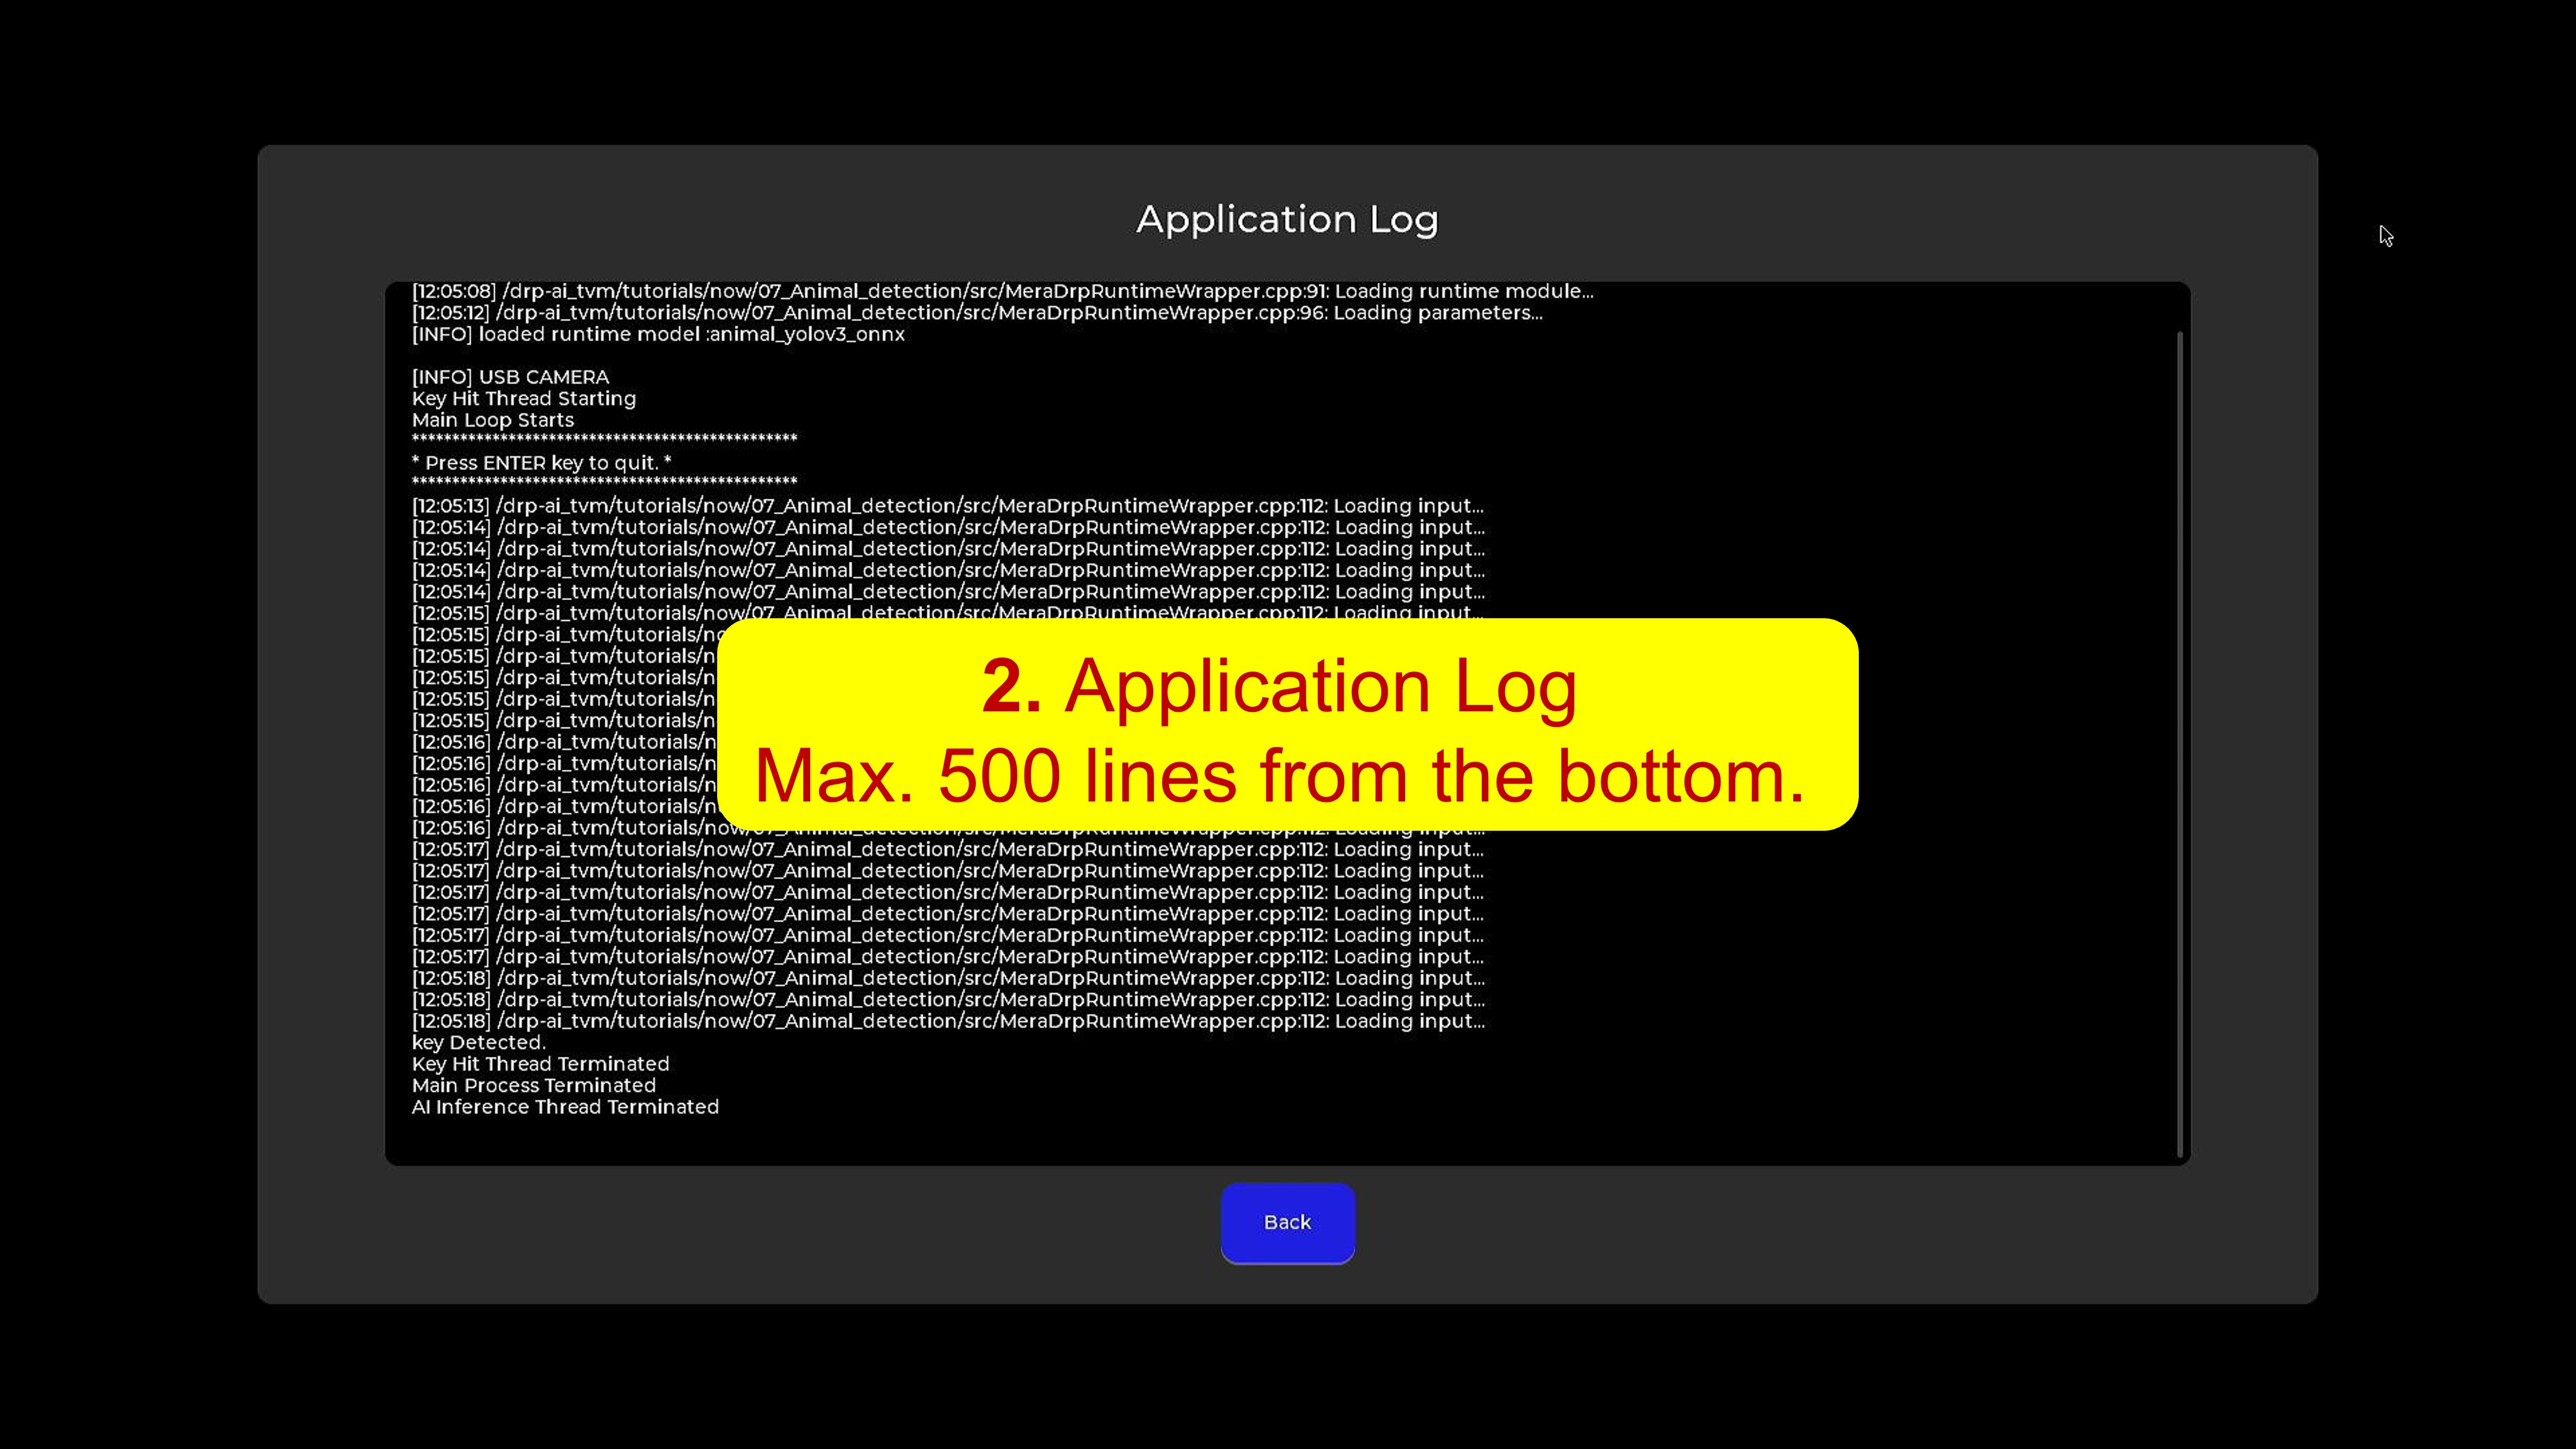 Application Log
[12:05:08] /drp-ai_tvm/tutorials/now/07_Animal_detection/src/MeraDrpRuntimeWrapper.cpp:91: Loading runtime module...
[12:05:12] /drp-ai_tvm/tutorials/now/07_Animal_detection/src/MeraDrpRuntimeWrapper.cpp:96: Loading parameters...
[INFO] loaded runtime model :animal_yolov3_onnx
[INFO] USB CAMERA
Key Hit Thread Starting
Main Loop Starts
************************************************
* Press ENTER key to quit. *
************************************************
[12:05:13] /drp-ai_tvm/tutorials/now/07_Animal_detection/src/MeraDrpRuntimeWrapper.cpp:112: Loading input...
[12:05:14] /drp-ai_tvm/tutorials/now/07_Animal_detection/src/MeraDrpRuntimeWrapper.cpp:112: Loading input...
[12:05:14] /drp-ai_tvm/tutorials/now/07_Animal_detection/src/MeraDrpRuntimeWrapper.cpp:112: Loading input...
[12:05:14] /drp-ai_tvm/tutorials/now/07_Animal_detection/src/MeraDrpRuntimeWrapper.cpp:112: Loading input...
[12:05:14] /drp-ai_tvm/tutorials/now/07_Animal_detection/src/MeraDrpRuntimeWrapper.cpp:112: Loading input...
[12:05:15] /drp-ai_tvm/tutorials/now/07_Animal_detection/src/MeraDrpRuntimeWrapper.cpp:112: Loading input...
[12:05:15] /drp-ai_tvm/tutorials/
[12:05:15] /drp-ai_tvm/tutorials/
[12:05:15] /drp-ai_tvm/tutorials/
[12:05:15] /drp-ai_tvm/tutorials/
[12:05:15] /drp-ai_tvm/tutorials/
[12:05:16] /drp-ai_tvm/tutorials/
[12:05:16] /drp-ai_tvm/tutorials/
[12:05:16] /drp-ai_tvm/tutorials/
[12:05:16] /drp-ai_tvm/tutorials/
[12:05:16] /drp-ai_tvm/tutorials/now/07_Animal_detection/src/MeraDrpRuntimeWrapper.cpp:112: Loading input...
2. Application Log
Max. 500 lines from the bottom.
[12:05:17] /drp-ai_tvm/tutorials/now/07_Animal_detection/src/MeraDrpRuntimeWrapper.cpp:112: Loading input...
[12:05:17] /drp-ai_tvm/tutorials/now/07_Animal_detection/src/MeraDrpRuntimeWrapper.cpp:112: Loading input...
[12:05:17] /drp-ai_tvm/tutorials/now/07_Animal_detection/src/MeraDrpRuntimeWrapper.cpp:112: Loading input...
[12:05:17] /drp-ai_tvm/tutorials/now/07_Animal_detection/src/MeraDrpRuntimeWrapper.cpp:112: Loading input...
[12:05:17] /drp-ai_tvm/tutorials/now/07_Animal_detection/src/MeraDrpRuntimeWrapper.cpp:112: Loading input...
[12:05:17] /drp-ai_tvm/tutorials/now/07_Animal_detection/src/MeraDrpRuntimeWrapper.cpp:112: Loading input...
[12:05:18] /drp-ai_tvm/tutorials/now/07_Animal_detection/src/MeraDrpRuntimeWrapper.cpp:112: Loading input...
[12:05:18] /drp-ai_tvm/tutorials/now/07_Animal_detection/src/MeraDrpRuntimeWrapper.cpp:112: Loading input...
[12:05:18] /drp-ai_tvm/tutorials/now/07_Animal_detection/src/MeraDrpRuntimeWrapper.cpp:112: Loading input...
key Detected.
Key Hit Thread Terminated
Main Process Terminated
AI Inference Thread Terminated
Back